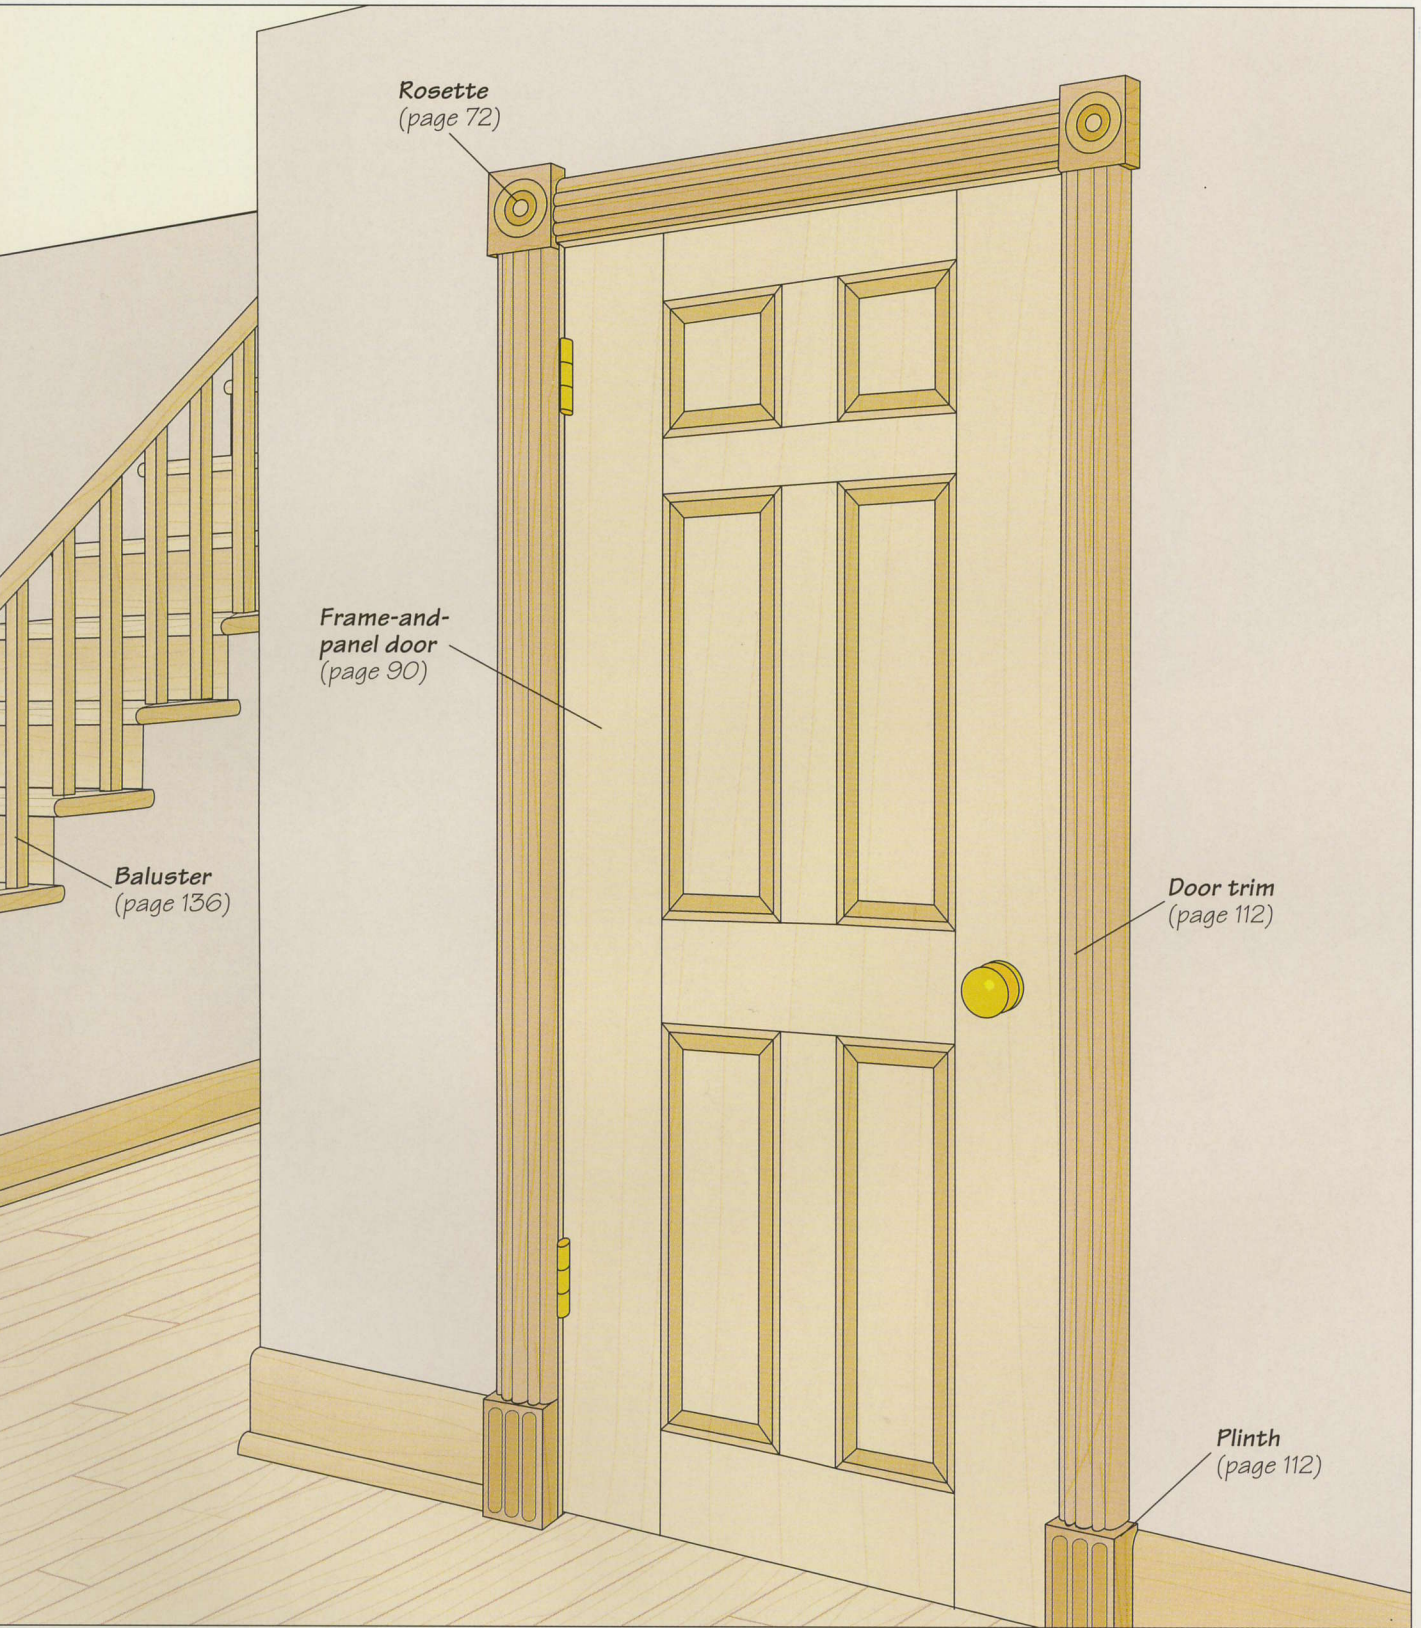 Rosette
(page 72)
Frame-and-
panel door
(page 90)
Baluster
(page 136)
Door trim
(page 112)
Plinth
(page 112)